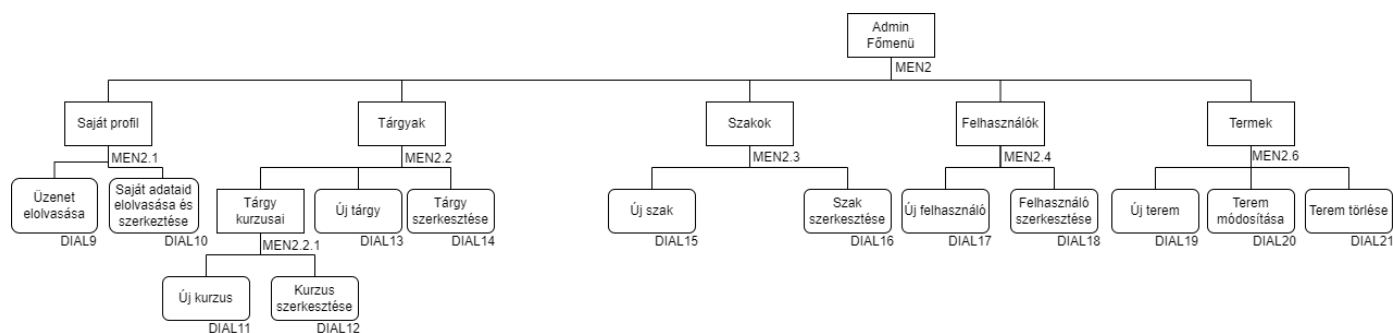 Admin
Főmenü
MEN2
Saját profil
MEN2.1
Tárgyak
MEN2.2
Szakok
MEN2.3
Felhasználók
MEN2.4
Termek
MEN2.6
Üzenet
elolvasása
DIAL9
Saját adataid
elolvasása és
szerkesztése
DIAL10
Tárgy
kurzusai
MEN2.2.1
Új tárgy
DIAL13
Tárgy
szerkesztése
DIAL14
Új szak
DIAL15
Szak
szerkesztése
DIAL16
Új felhasználó
DIAL17
Felhasználó
szerkesztése
DIAL18
Új terem
DIAL19
Terem
módosítása
DIAL20
Terem törlése
DIAL21
Új kurzus
DIAL11
Kurzus
szerkesztése
DIAL12